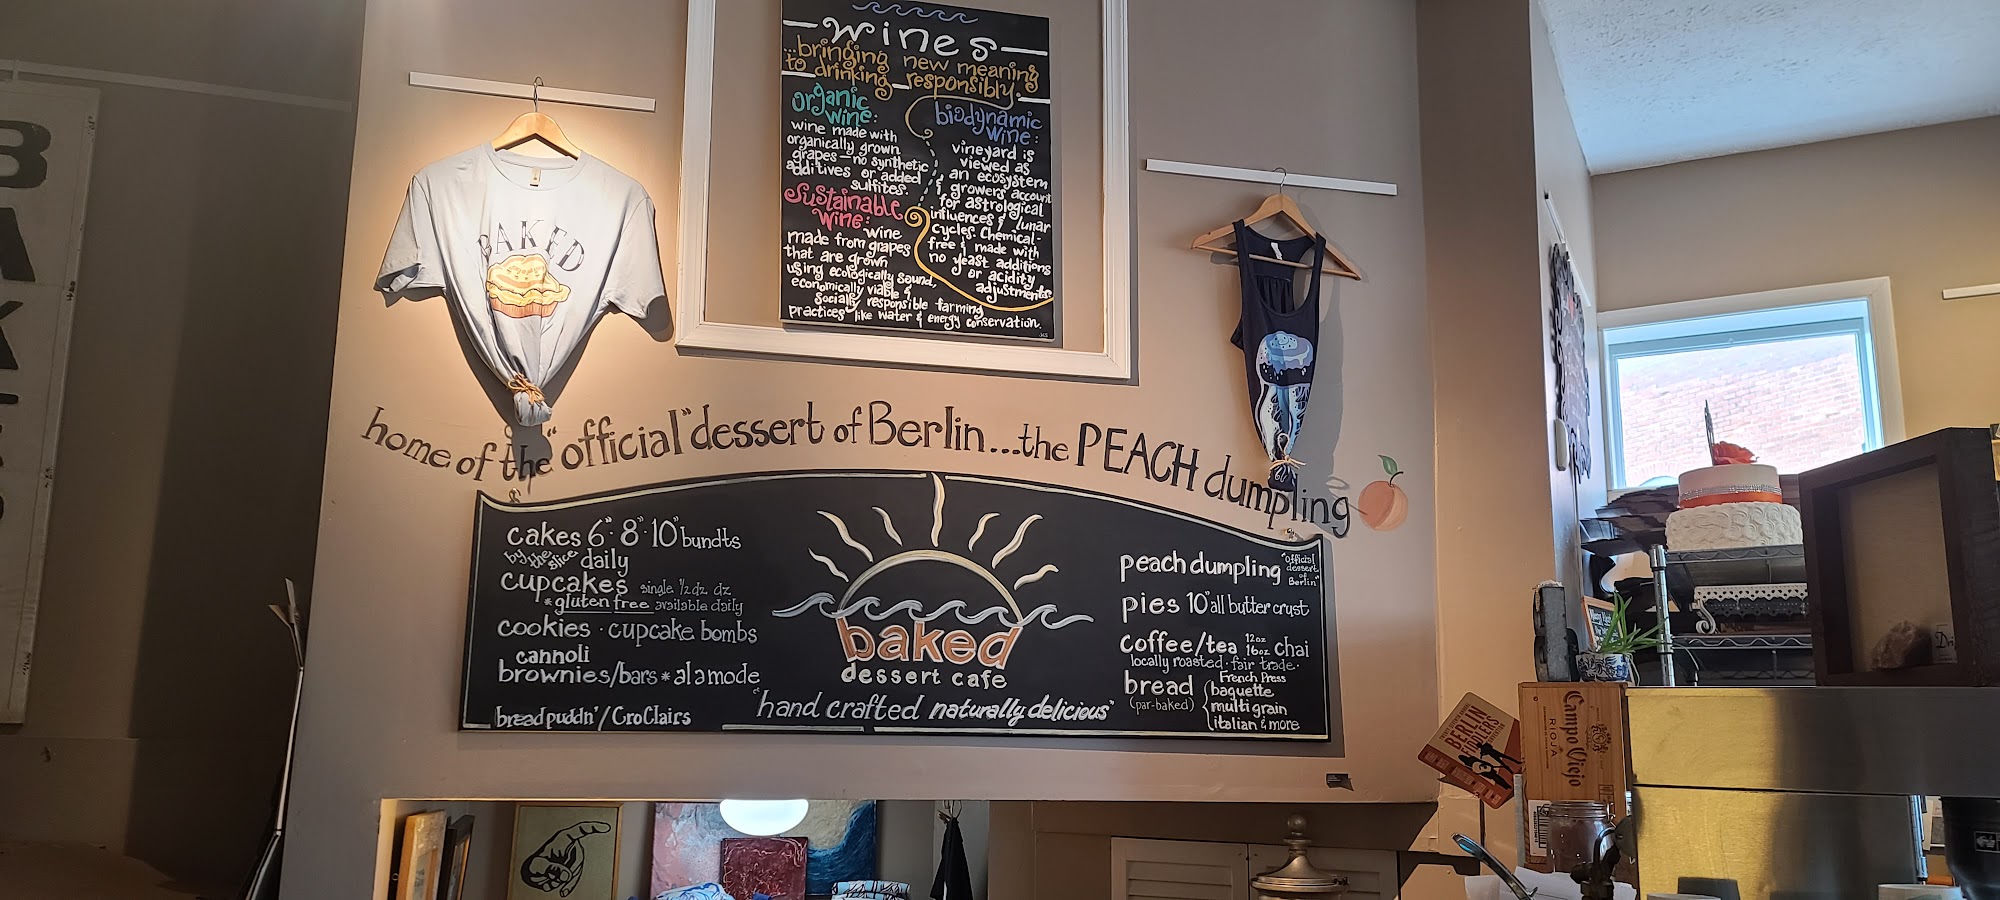 BAKED
BAKED
wines
...bringing new meaning
to drinking responsibly.
organic
wine:
wine made with
organically grown
grapes—no synthetic
additives or added
sulfites.
sustainable
wine:
wine
made from grapes
that are grown
using ecologically sound,
economically viable &
socially responsible farming
practices like water & energy conservation.
biodynamic
wine:
vineyard is
viewed as
an ecosystem
& growers account
for astrological
influences & lunar
cycles. Chemical-
free & made with
no yeast additions
or acidity
adjustments
home of the "official" dessert of Berlin...the PEACH dumpling
cakes 6" 8" 10" bundts
by the slice daily
cupcakes single ½dz dz
*gluten free available daily
cookies · cupcake bombs
cannoli
brownies/bars * a la mode
bread puddn'/CroClairs
baked
dessert cafe
"hand crafted naturally delicious"
peach dumpling "official dessert of Berlin"
pies 10" all butter crust
coffee/tea 12oz 16oz chai
locally roasted · fair trade ·
French Press
bread
(par-baked)
baguette
multi grain
italian & more
BERLIN
FIDDLERS
CONVENTION
Campo Viejo
RIOJA